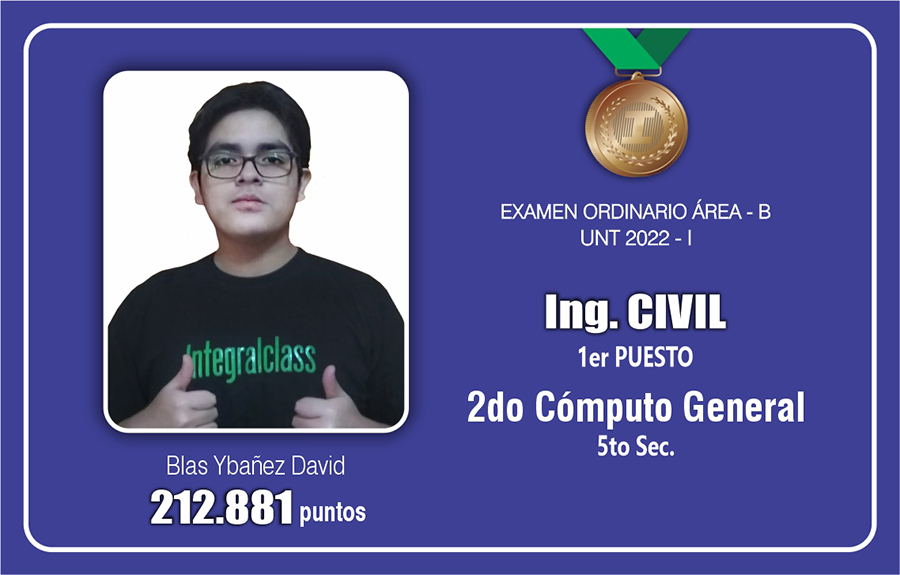 EXAMEN ORDINARIO ÁREA - B
UNT 2022 - I
Ing. CIVIL
1er PUESTO
2do Cómputo General
5to Sec.
Integralclass
Blas Ybañez David
212.881 puntos